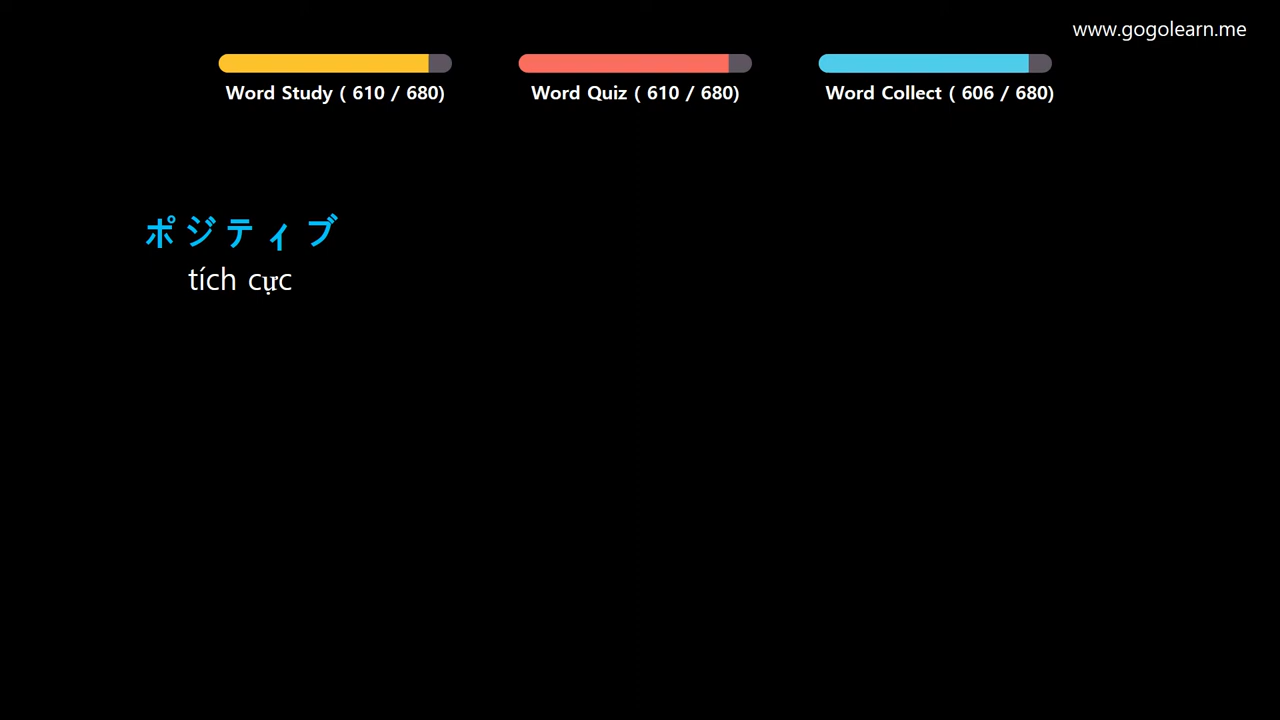 www.gogolearn.me
Word Study ( 610 / 680)
Word Quiz ( 610 / 680)
Word Collect ( 606 / 680)
ポジティブ
tích cực